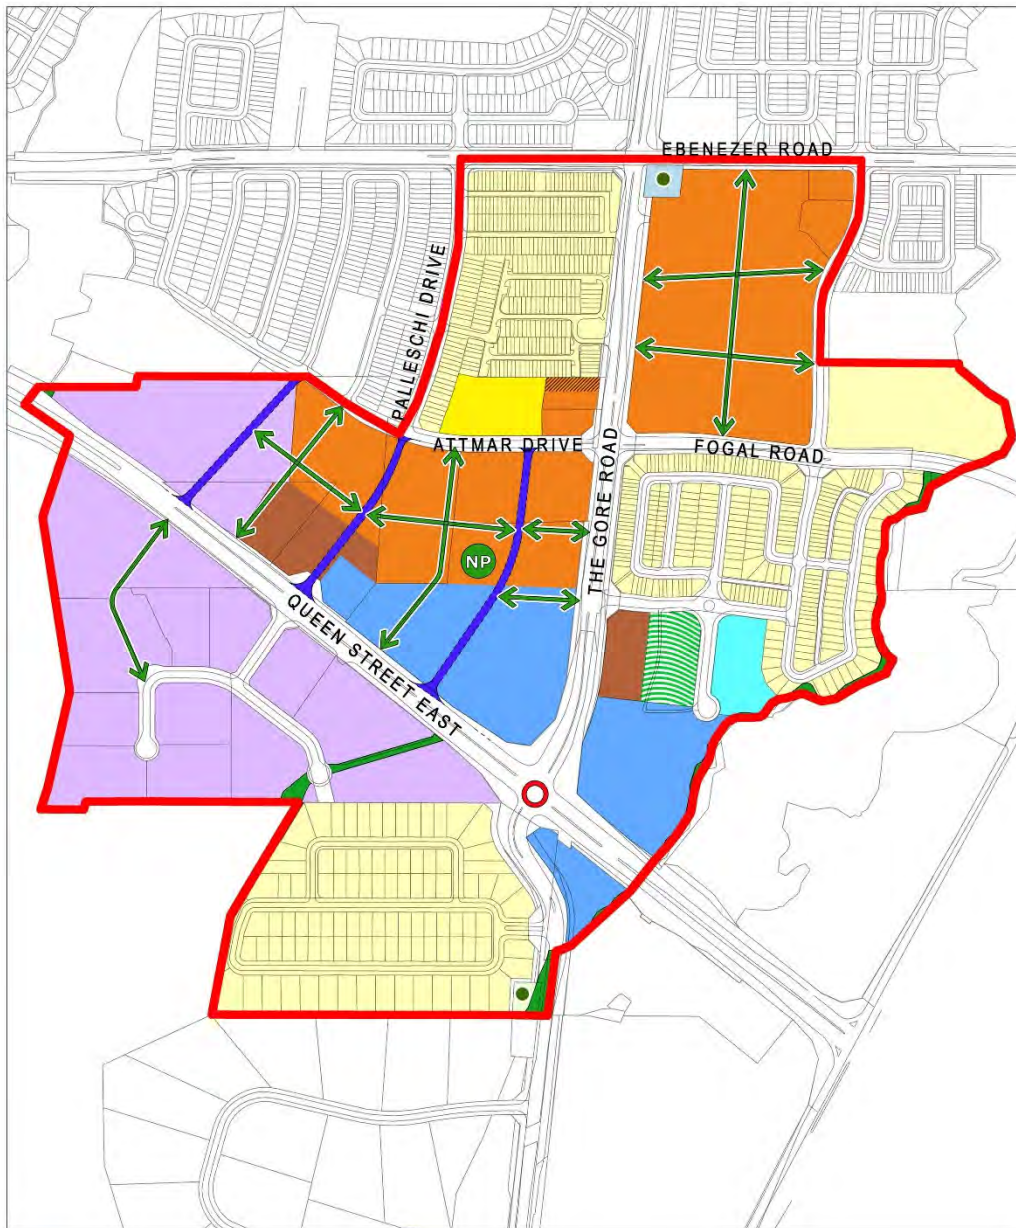 EBENEZER ROAD
PALLESCHI DRIVE
ATTMAR DRIVE
FOGAL ROAD
THE GORE ROAD
NP
QUEEN STREET EAST